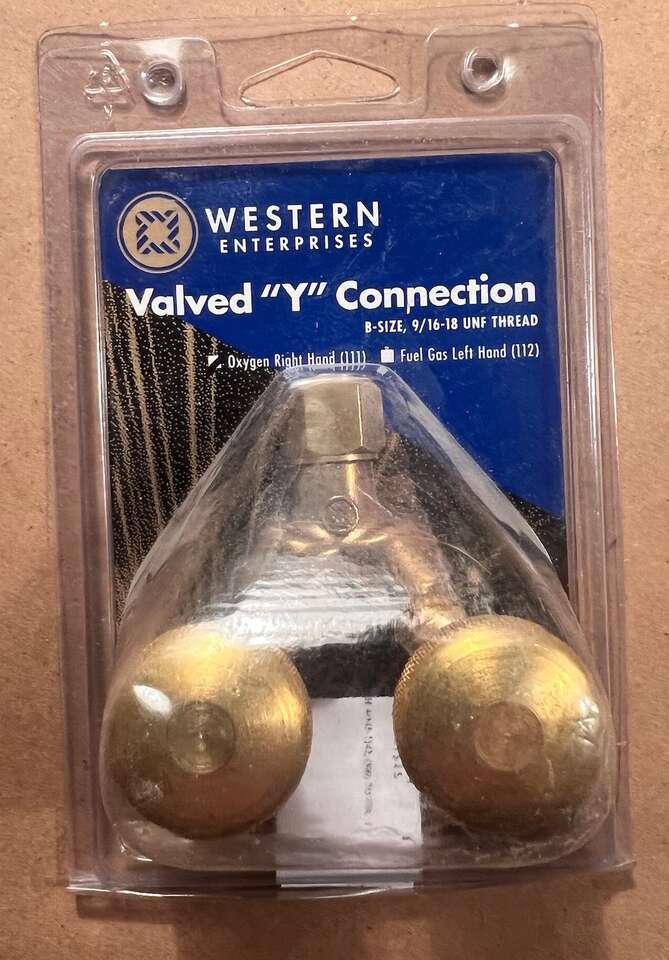 WESTERN
ENTERPRISES
Valved "Y" Connection
B-SIZE, 9/16-18 UNF THREAD
Oxygen Right Hand (111) Fuel Gas Left Hand (112)